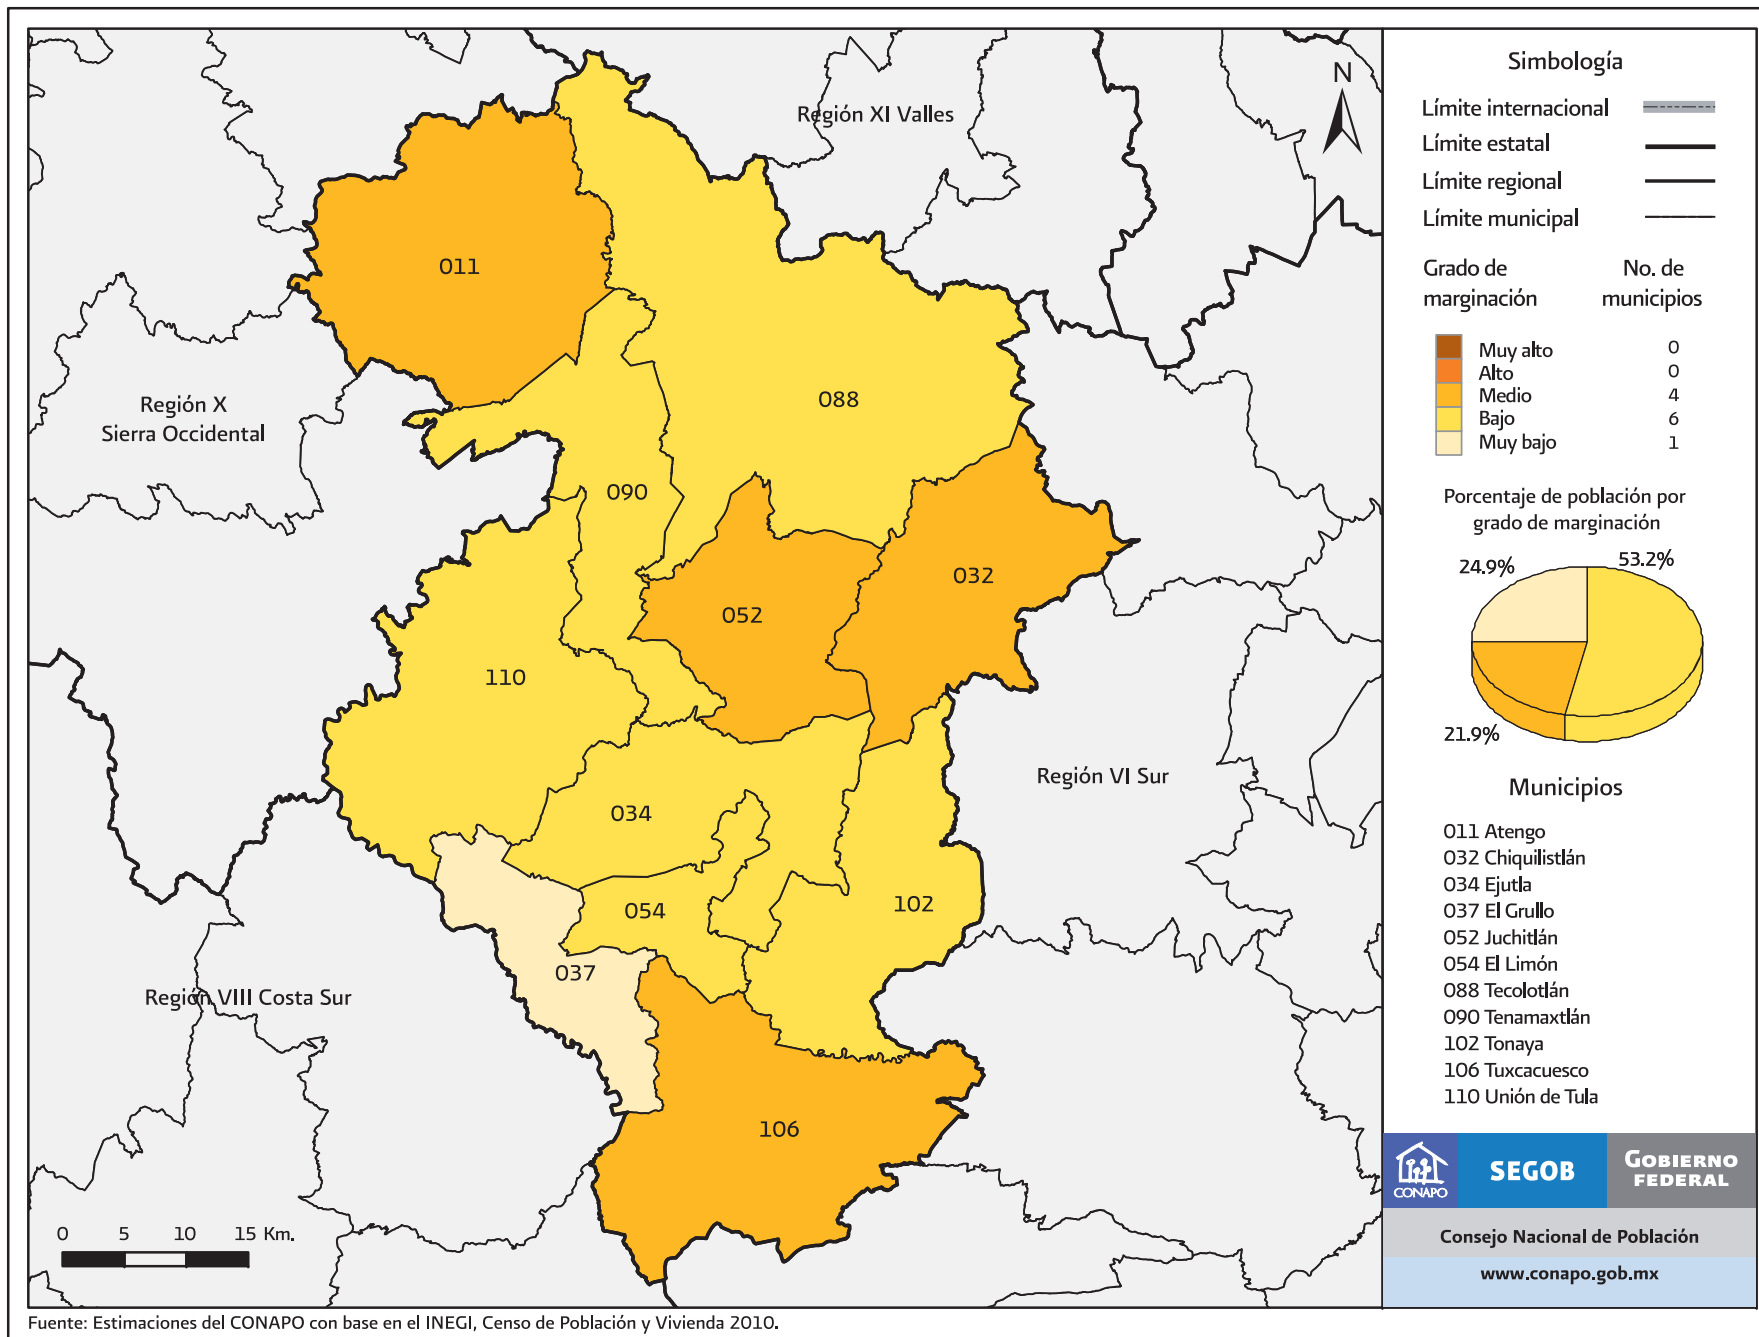 Región XI Valles
N
011
Región X
Sierra Occidental
088
090
032
052
110
Región VI Sur
034
054
102
037
Región VIII Costa Sur
106
0 5 10 15 Km.
Simbología
Límite internacional
Límite estatal
Límite regional
Límite municipal
Grado de marginación
No. de municipios
Muy alto 0
Alto 0
Medio 4
Bajo 6
Muy bajo 1
Porcentaje de población por
grado de marginación
24.9% 53.2%
21.9%
Municipios
011 Atengo
032 Chiquilistlán
034 Ejutla
037 El Grullo
052 Juchitlán
054 El Limón
088 Tecolotlán
090 Tenamaxtlán
102 Tonaya
106 Tuxcacuesco
110 Unión de Tula
CONAPO
SEGOB
GOBIERNO
FEDERAL
Consejo Nacional de Población
www.conapo.gob.mx
Fuente: Estimaciones del CONAPO con base en el INEGI, Censo de Población y Vivienda 2010.